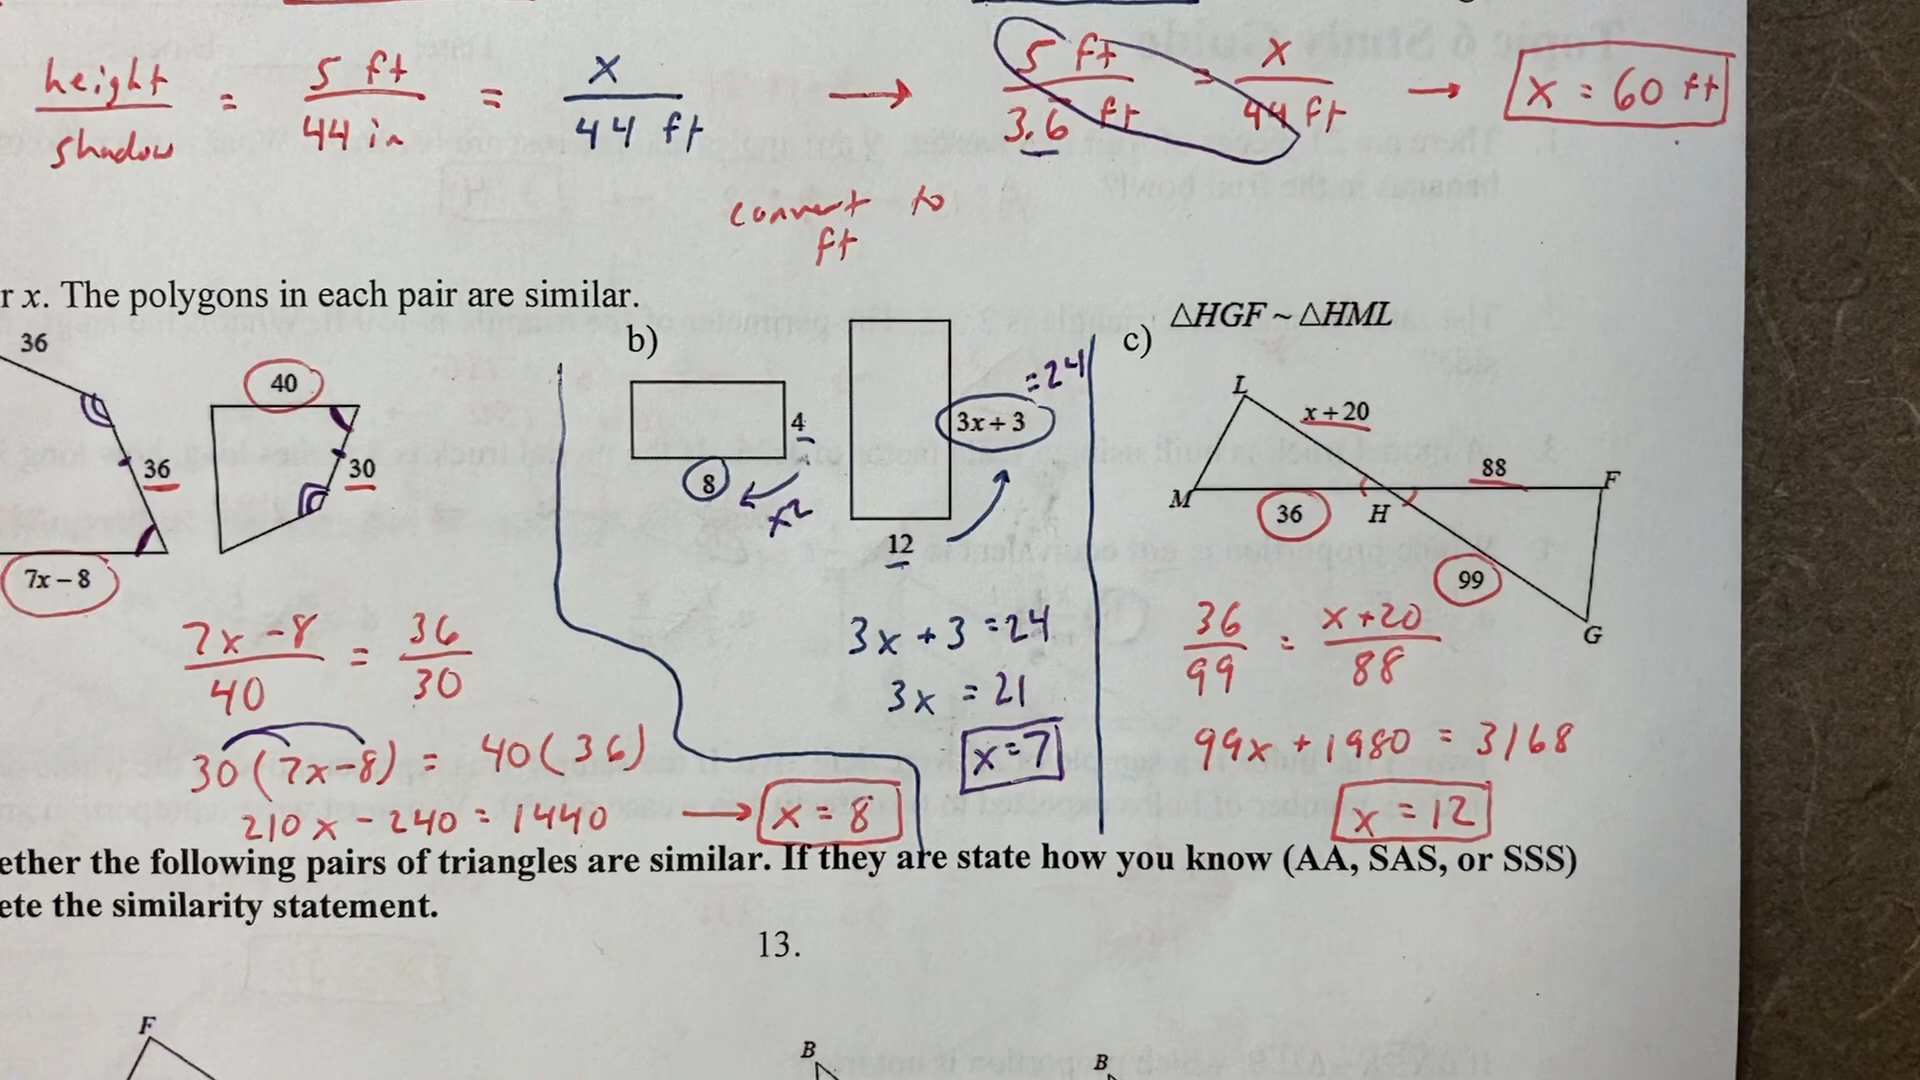 height / shadow = 5 ft / 44 in = x / 44 ft → 5 ft / 3.6 ft = x / 44 ft → x = 60 ft
convert to ft
r x. The polygons in each pair are similar.
36
40
36
30
7x – 8
7x - 8 / 40 = 36 / 30
30(7x - 8) = 40(36)
210x - 240 = 1440 → x = 8
b)
4
8
x2
3x + 3
= 24
12
3x + 3 = 24
3x = 21
x = 7
c)
△HGF ~ △HML
L
x + 20
88
F
M
36
H
99
G
36 / 99 = x + 20 / 88
99x + 1980 = 3168
x = 12
ether the following pairs of triangles are similar. If they are state how you know (AA, SAS, or SSS)
ete the similarity statement.
13.
F
B
B